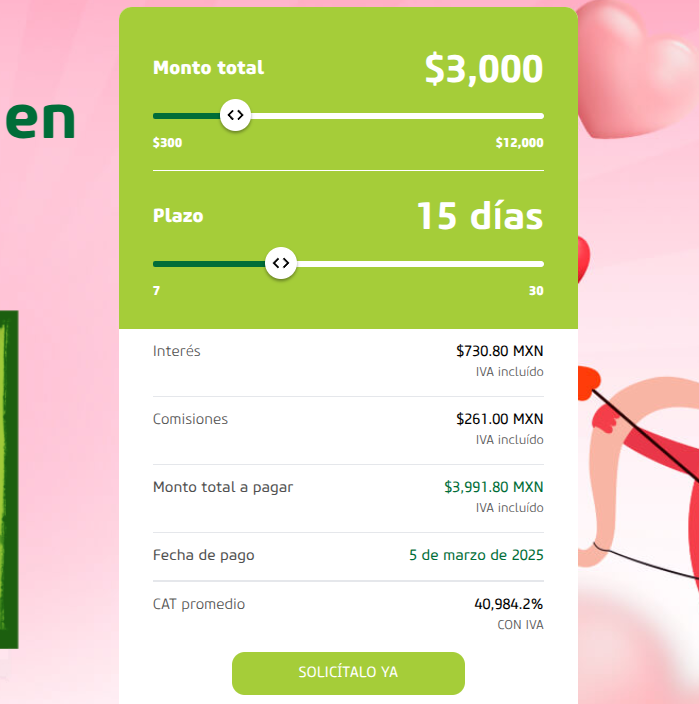 en
Monto total
$3,000
$300
$12,000
Plazo
15 días
7
30
Interés
$730.80 MXN
IVA incluído
Comisiones
$261.00 MXN
IVA incluído
Monto total a pagar
$3,991.80 MXN
IVA incluído
Fecha de pago
5 de marzo de 2025
CAT promedio
40,984.2%
CON IVA
SOLICÍTALO YA